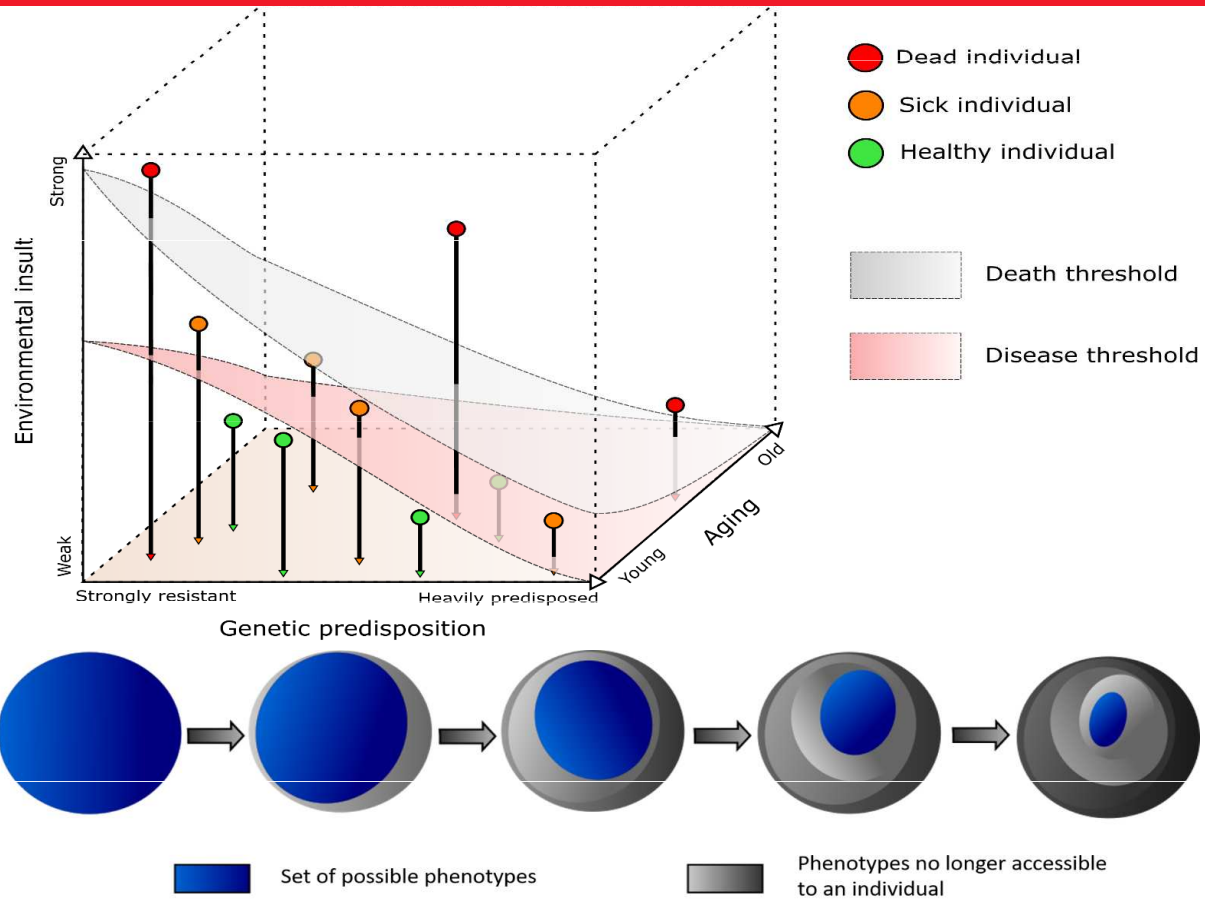 Dead individual
Sick individual
Healthy individual
Strong
Environmental insult
Weak
Death threshold
Disease threshold
Old
Aging
Young
Strongly resistant
Heavily predisposed
Genetic predisposition
Set of possible phenotypes
Phenotypes no longer accessible
to an individual